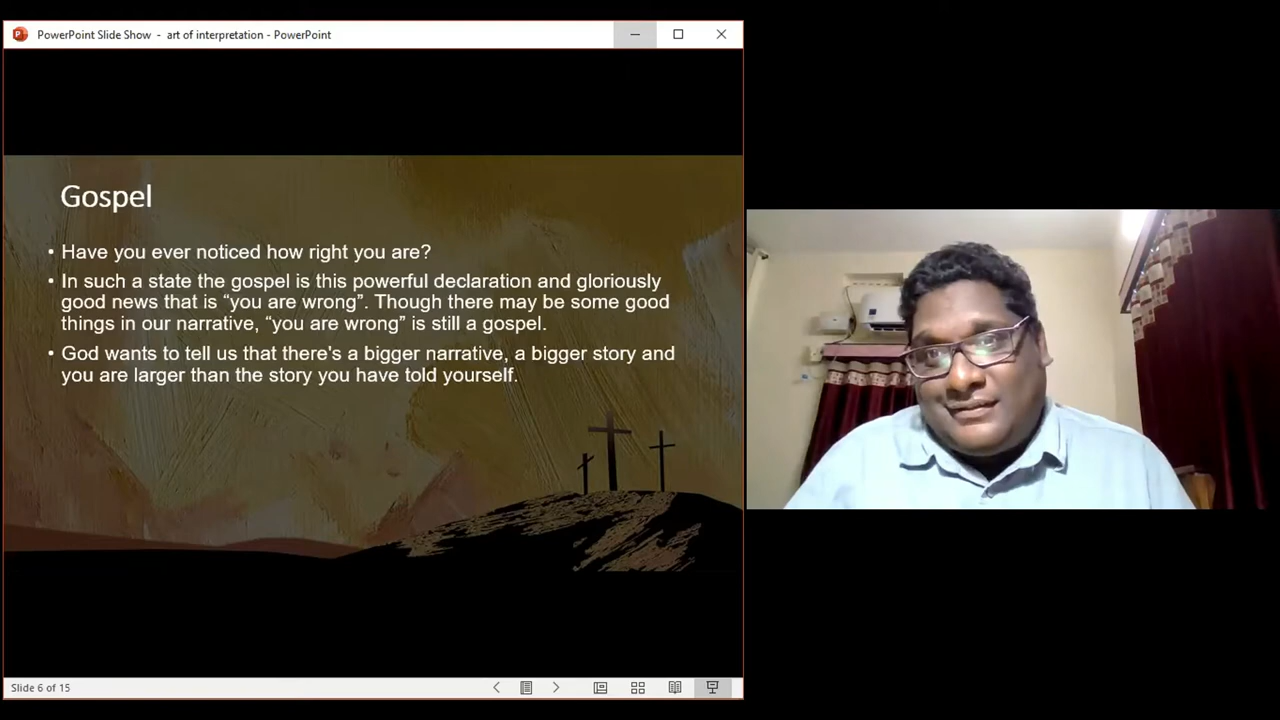 PowerPoint Slide Show - art of interpretation - PowerPoint
Gospel
• Have you ever noticed how right you are?
• In such a state the gospel is this powerful declaration and gloriously
good news that is “you are wrong”. Though there may be some good
things in our narrative, “you are wrong” is still a gospel.
• God wants to tell us that there's a bigger narrative, a bigger story and
you are larger than the story you have told yourself.
Slide 6 of 15